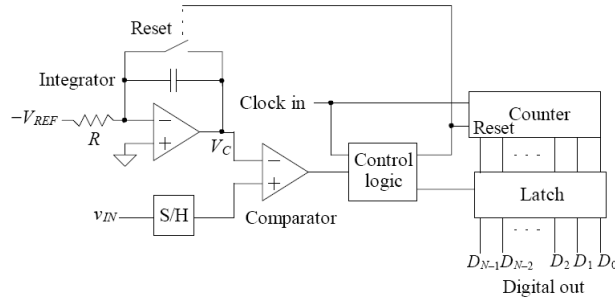 Reset
Integrator
−V_REF
R
−
+
V_C
Clock in
Counter
Reset
−
+
Control
logic
Latch
v_IN
S/H
Comparator
D_N−1 D_N−2 D_2 D_1 D_0
Digital out